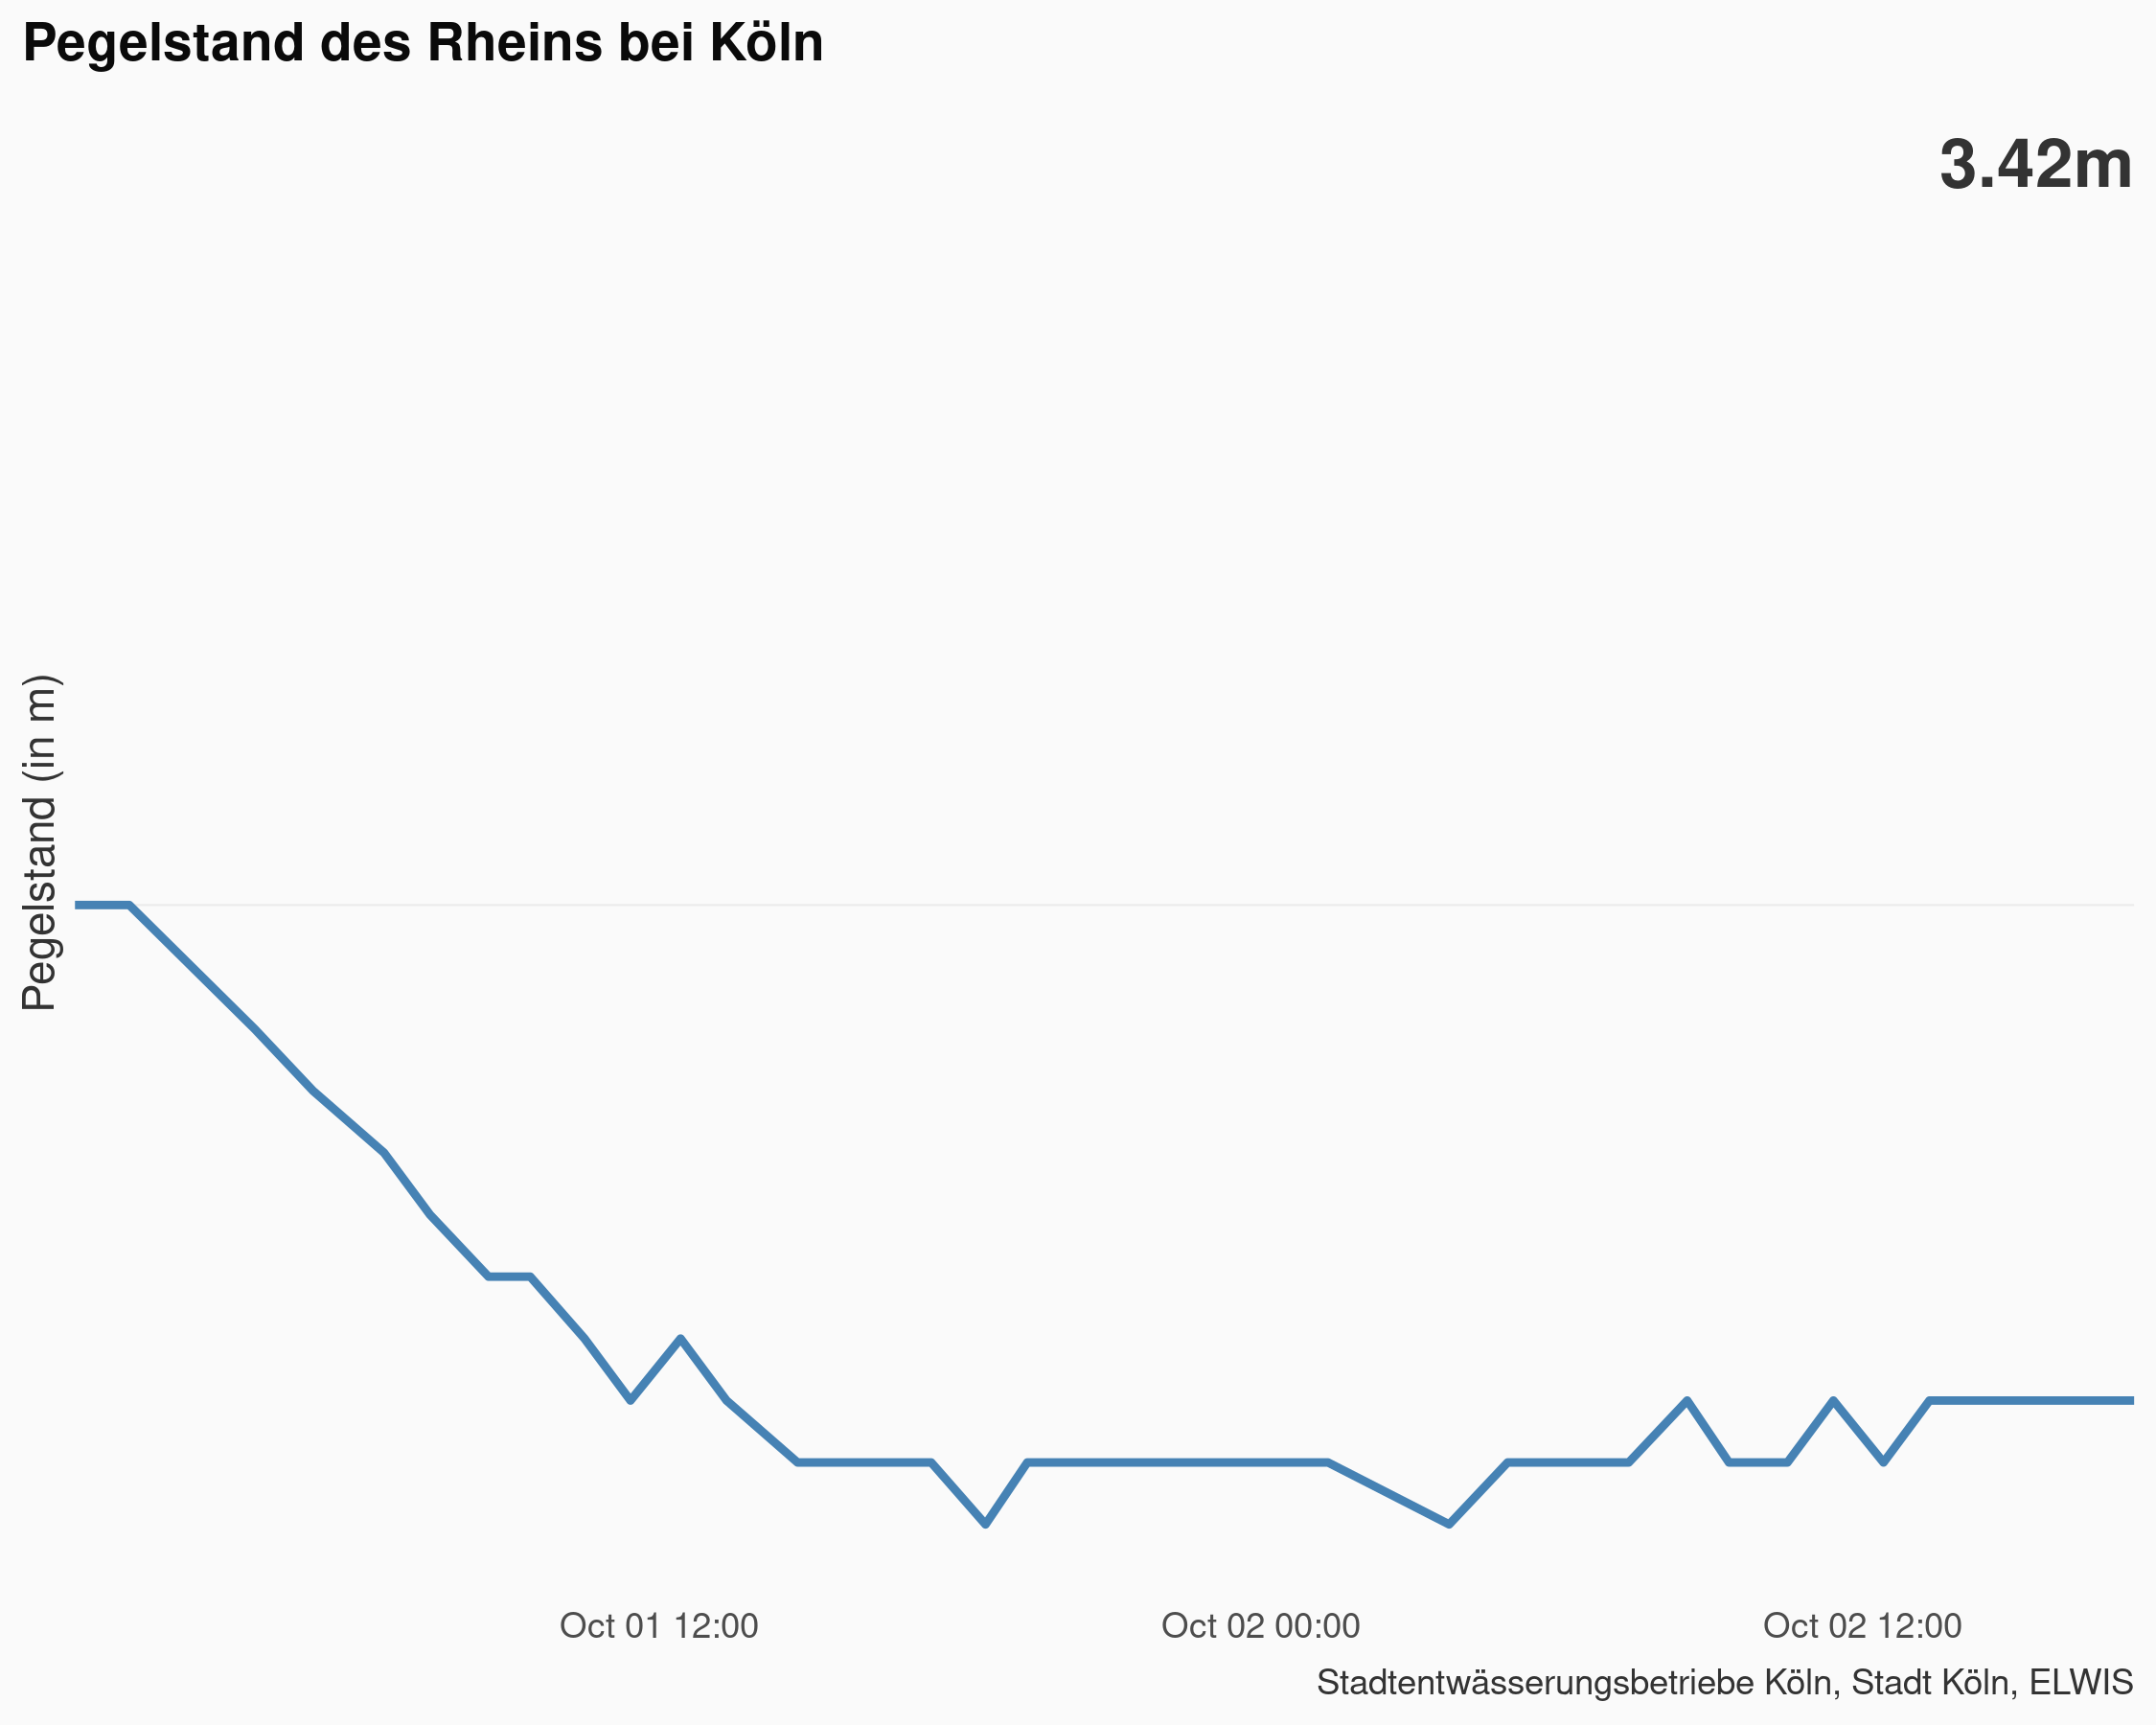 Pegelstand des Rheins bei Köln
3.42m
Pegelstand (in m)
Oct 01 12:00
Oct 02 00:00
Oct 02 12:00
Stadtentwässerungsbetriebe Köln, Stadt Köln, ELWIS